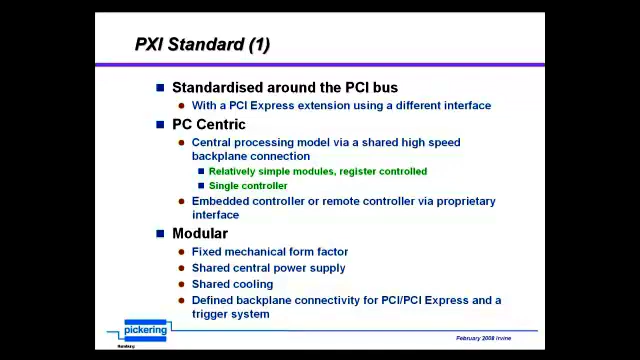 PXI Standard (1)
Standardised around the PCI bus
With a PCI Express extension using a different interface
PC Centric
Central processing model via a shared high speed
backplane connection
Relatively simple modules, register controlled
Single controller
Embedded controller or remote controller via proprietary
interface
Modular
Fixed mechanical form factor
Shared central power supply
Shared cooling
Defined backplane connectivity for PCI/PCI Express and a
trigger system
pickering
February 2008 Irvine